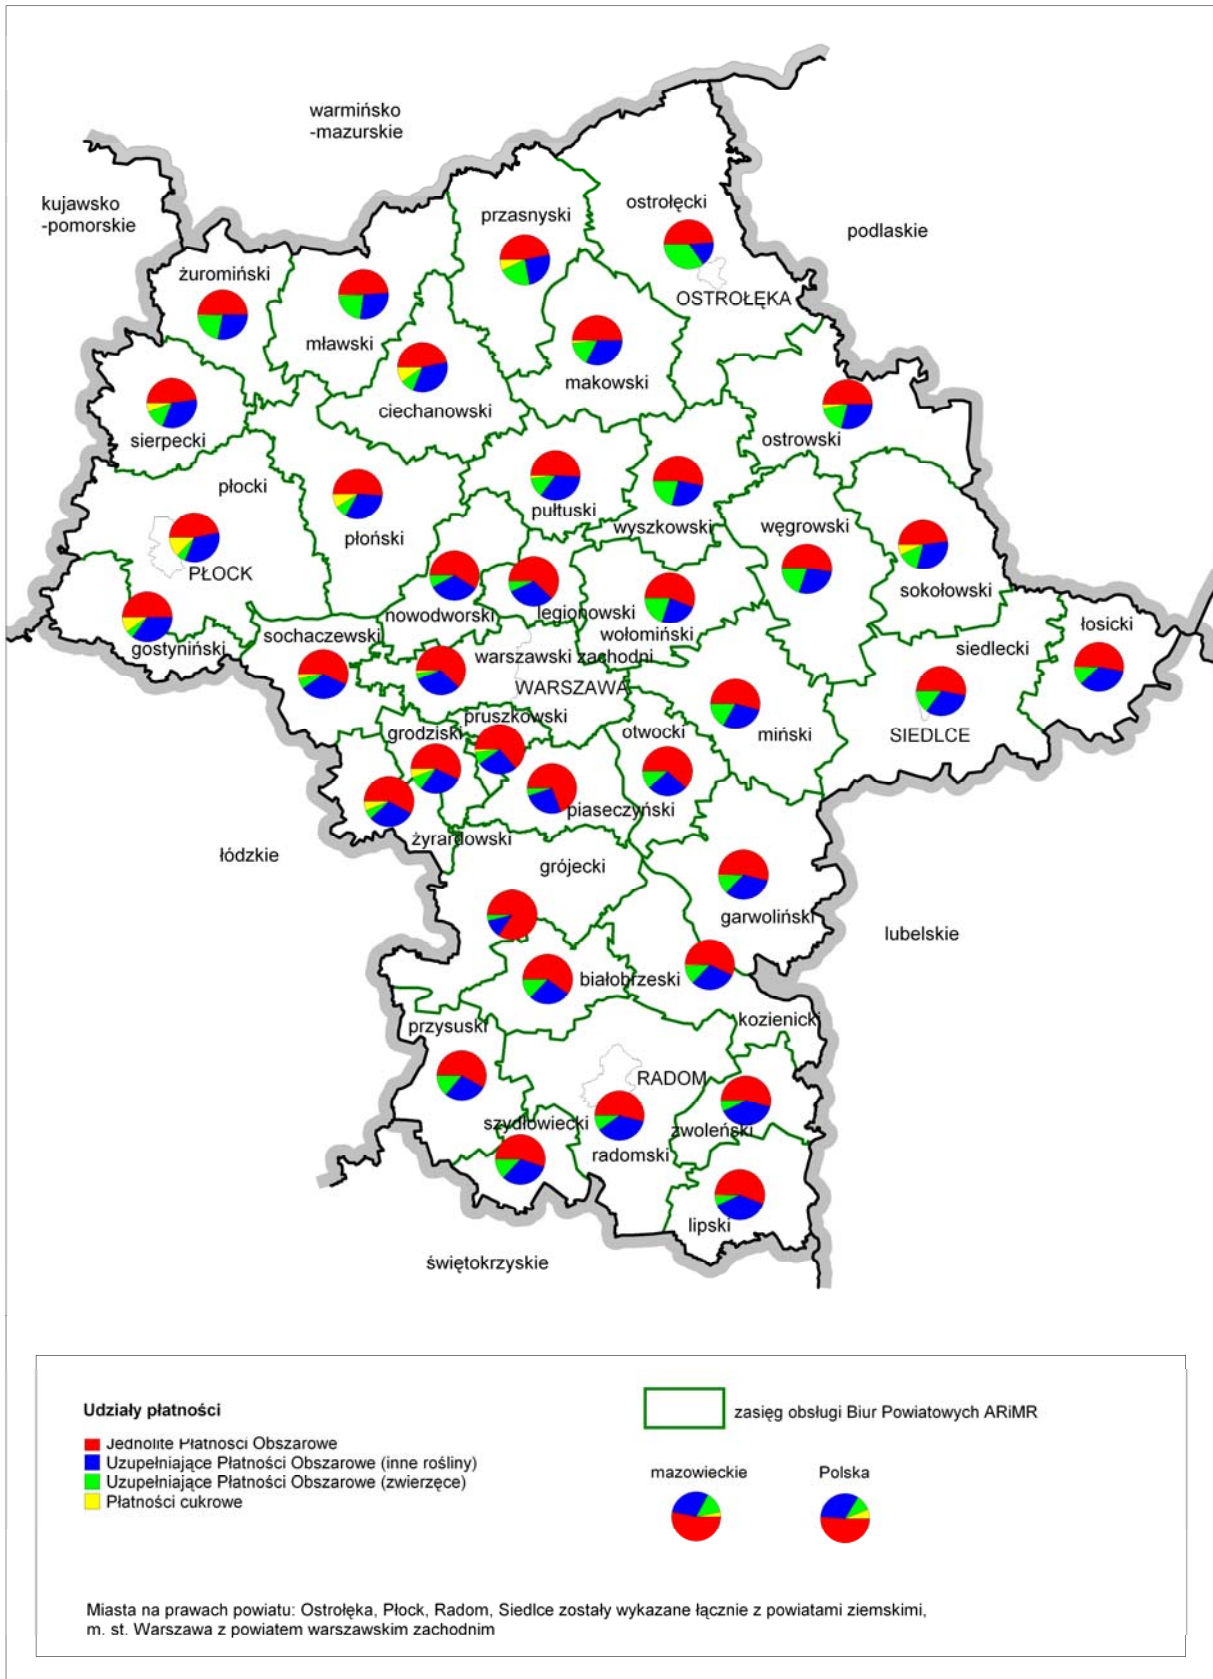 warmińsko
-mazurskie
kujawsko
-pomorskie
podlaskie
ostrołęcki
przasnyski
żuromiński
OSTROŁĘKA
mławski
makowski
ciechanowski
sierpecki
ostrowski
płocki
pułtuski
wyszkowski
węgrowski
płoński
PŁOCK
sokołowski
nowodworski
legionowski
wołomiński
gostyniński
sochaczewski
łosicki
siedlecki
warszawski zachodni
WARSZAWA
pruszkowski
grodziski
otwocki
miński
SIEDLCE
piaseczyński
żyrardowski
łódzkie
grójecki
garwoliński
lubelskie
białobrzeski
kozienicki
przysuski
RADOM
szydłowiecki
zwoleński
radomski
lipski
świętokrzyskie
Udziały płatności
Jednolite Płatności Obszarowe
Uzupełniające Płatności Obszarowe (inne rośliny)
Uzupełniające Płatności Obszarowe (zwierzęce)
Płatności cukrowe
zasięg obsługi Biur Powiatowych ARiMR
mazowieckie
Polska
Miasta na prawach powiatu: Ostrołęka, Płock, Radom, Siedlce zostały wykazane łącznie z powiatami ziemskimi,
m. st. Warszawa z powiatem warszawskim zachodnim